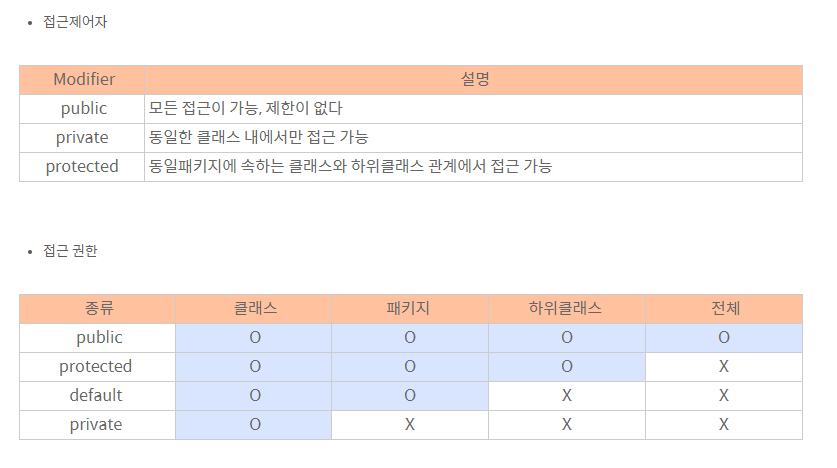 • 접근제어자
Modifier 설명
public 모든 접근이 가능, 제한이 없다
private 동일한 클래스 내에서만 접근 가능
protected 동일패키지에 속하는 클래스와 하위클래스 관계에서 접근 가능
• 접근 권한
종류 클래스 패키지 하위클래스 전체
public O O O O
protected O O O X
default O O X X
private O X X X